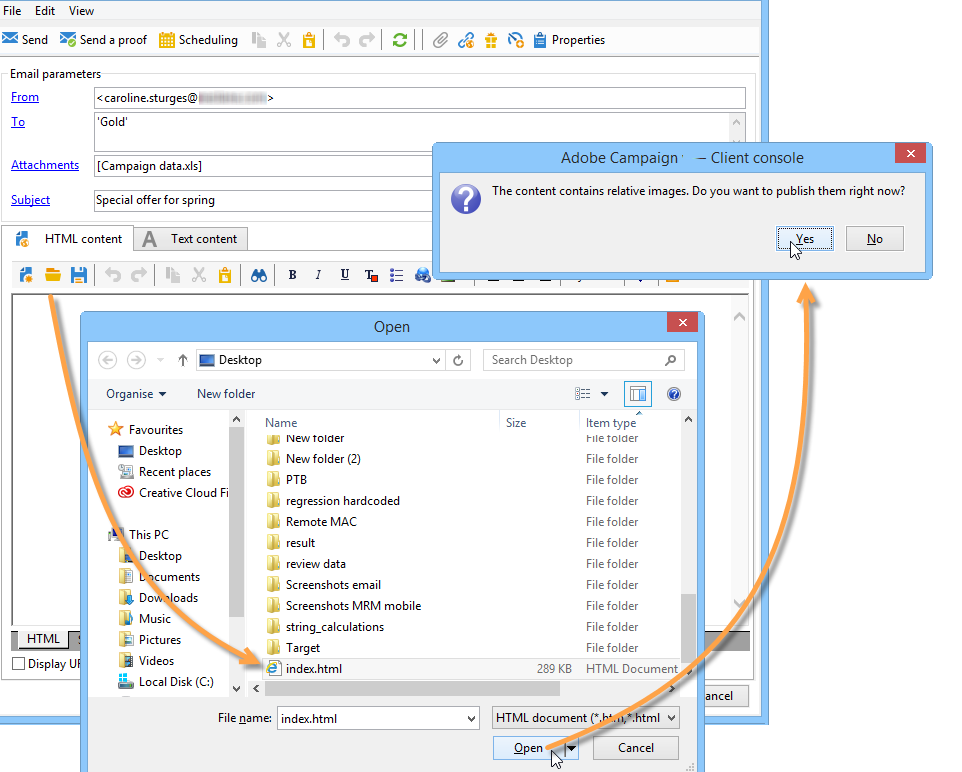 File Edit View
Send Send a proof Scheduling Properties
Email parameters
From <caroline.sturges@ >
To 'Gold'
Attachments [Campaign data.xls]
Subject Special offer for spring
HTML content Text content
B I U T
Adobe Campaign – Client console
The content contains relative images. Do you want to publish them right now?
Yes No
Open
Desktop Search Desktop
Organise New folder
Favourites
Desktop
Recent places
Creative Cloud Fi
This PC
Desktop
Documents
Downloads
Music
Pictures
Videos
Local Disk (C:)
Name Size Item type
New folder File folder
New folder (2) File folder
PTB File folder
regression hardcoded File folder
Remote MAC File folder
result File folder
review data File folder
Screenshots email File folder
Screenshots MRM mobile File folder
string_calculations File folder
Target File folder
index.html 289 KB HTML Document
HTML
Display
File name: index.html HTML document (*.htm,*.html
Open Cancel
ancel